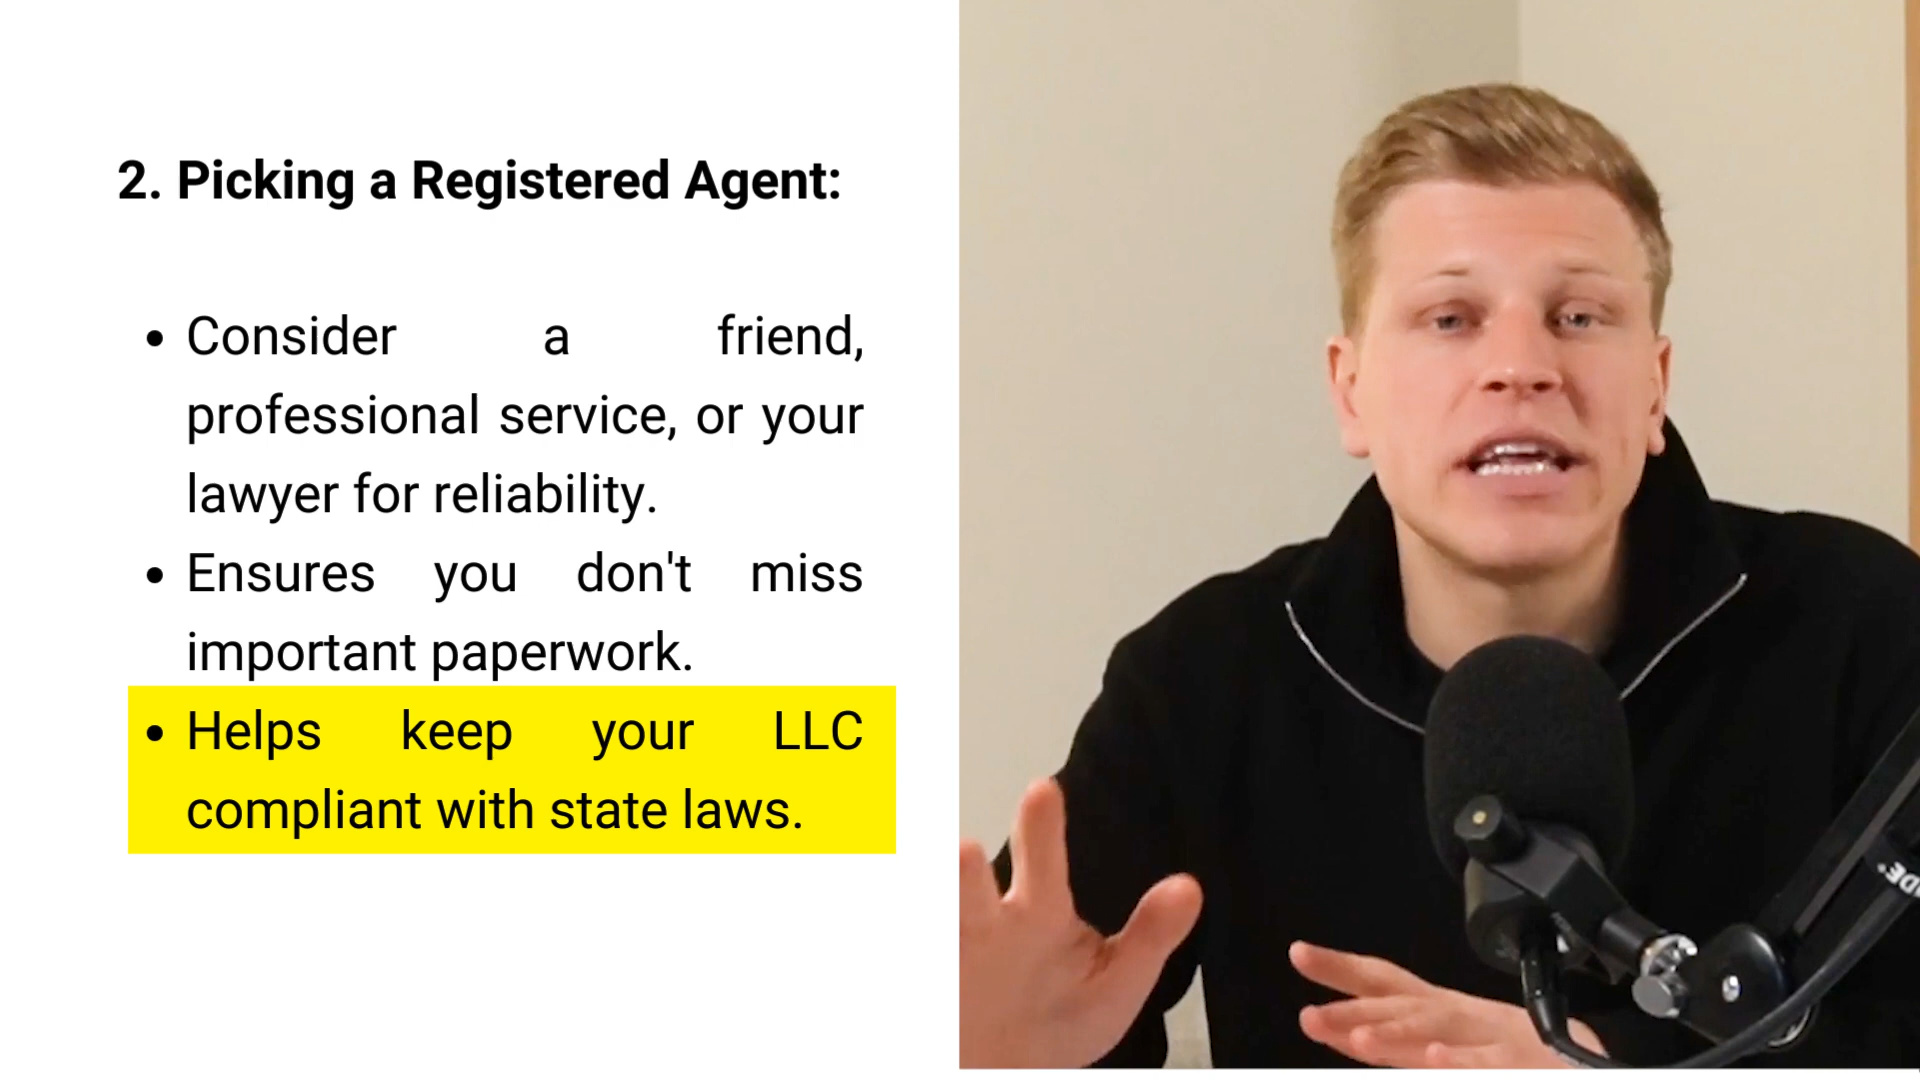 2. Picking a Registered Agent:
• Consider a friend,
professional service, or your
lawyer for reliability.
• Ensures you don't miss
important paperwork.
• Helps keep your LLC
compliant with state laws.